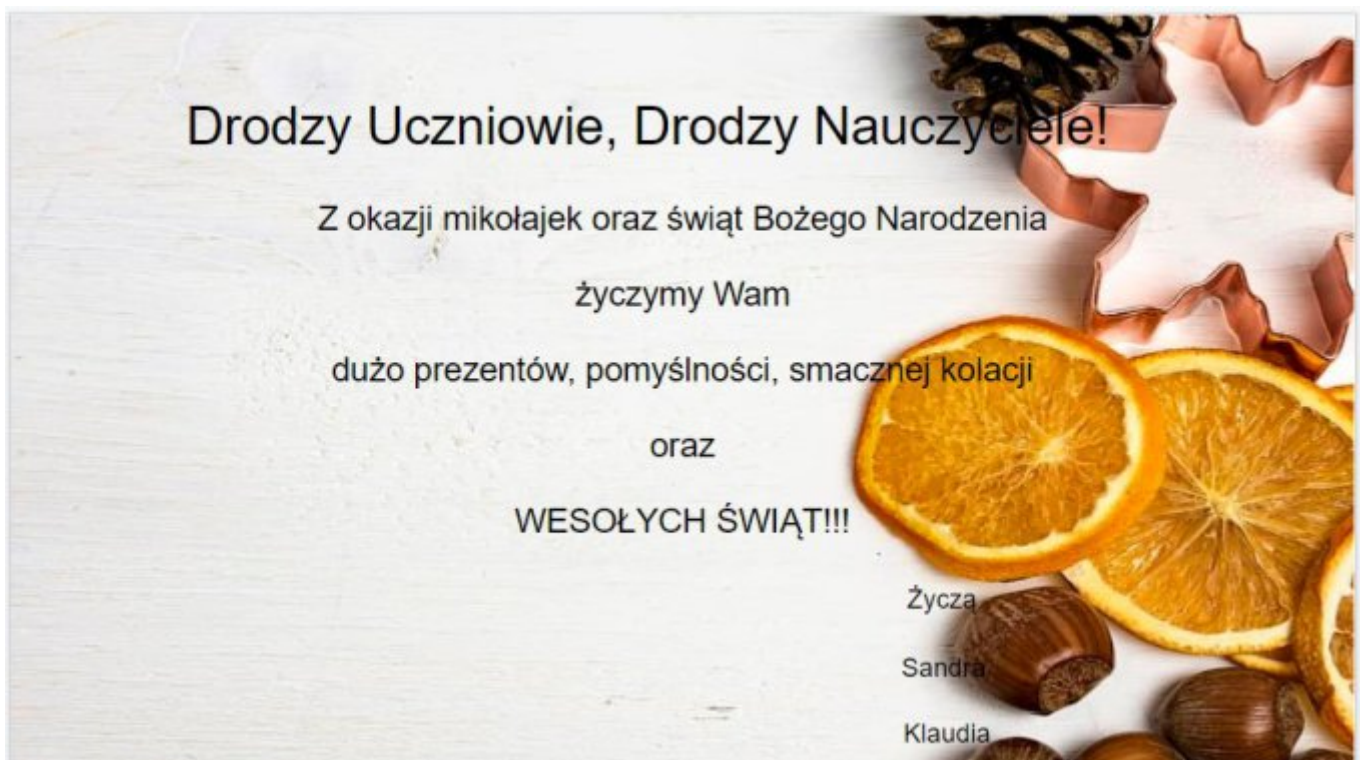 Drodzy Uczniowie, Drodzy Nauczyciele!
Z okazji mikołajek oraz świąt Bożego Narodzenia
życzymy Wam
dużo prezentów, pomyślności, smacznej kolacji
oraz
WESOŁYCH ŚWIĄT!!!
Życzą
Sandra
Klaudia